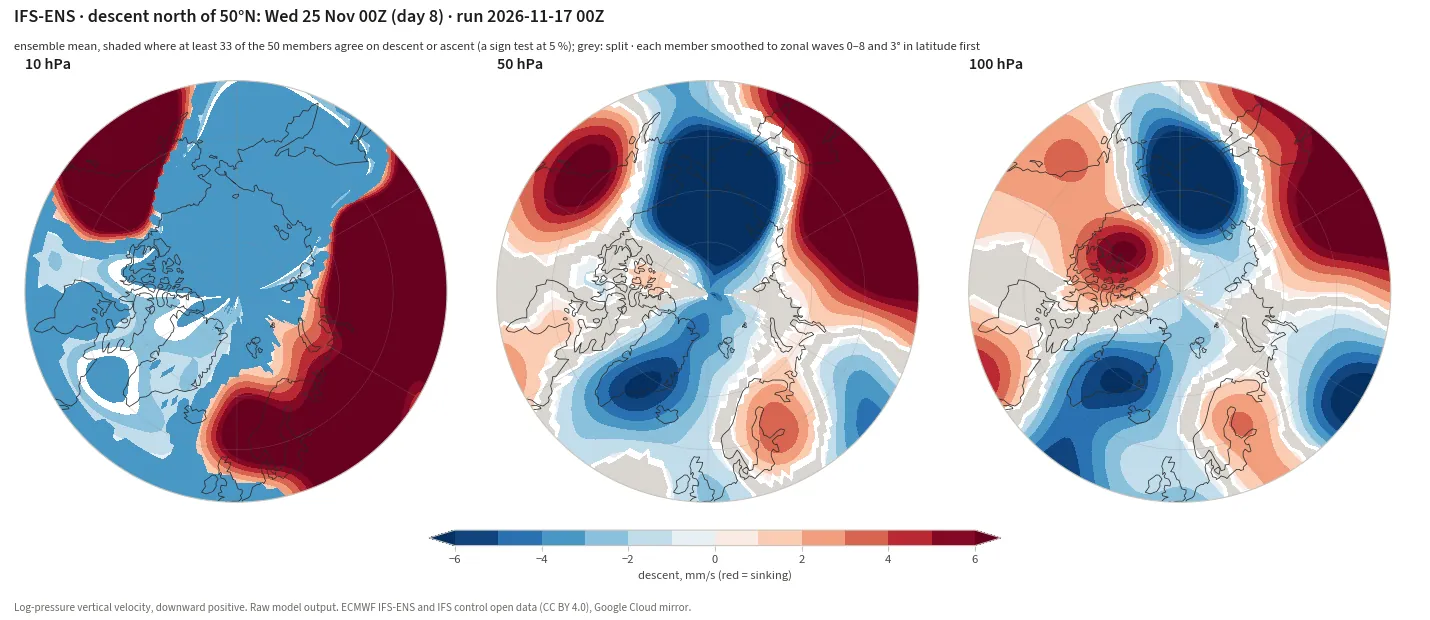 IFS-ENS · descent north of 50°N: Wed 25 Nov 00Z (day 8) · run 2026-11-17 00Z
ensemble mean, shaded where at least 33 of the 50 members agree on descent or ascent (a sign test at 5 %); grey: split · each member smoothed to zonal waves 0–8 and 3° in latitude first
10 hPa
50 hPa
100 hPa
−6 −4 −2 0 2 4 6
descent, mm/s (red = sinking)
Log-pressure vertical velocity, downward positive. Raw model output. ECMWF IFS-ENS and IFS control open data (CC BY 4.0), Google Cloud mirror.